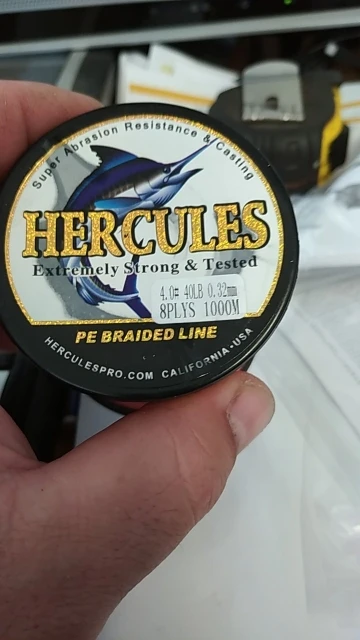 Super Abrasion Resistance & Casting
HERCULES
Extremely Strong & Tested
4.0# 40LB 0.32mm
8PLYS 1000M
PE BRAIDED LINE
HERCULESPRO.COM CALIFORNIA-USA